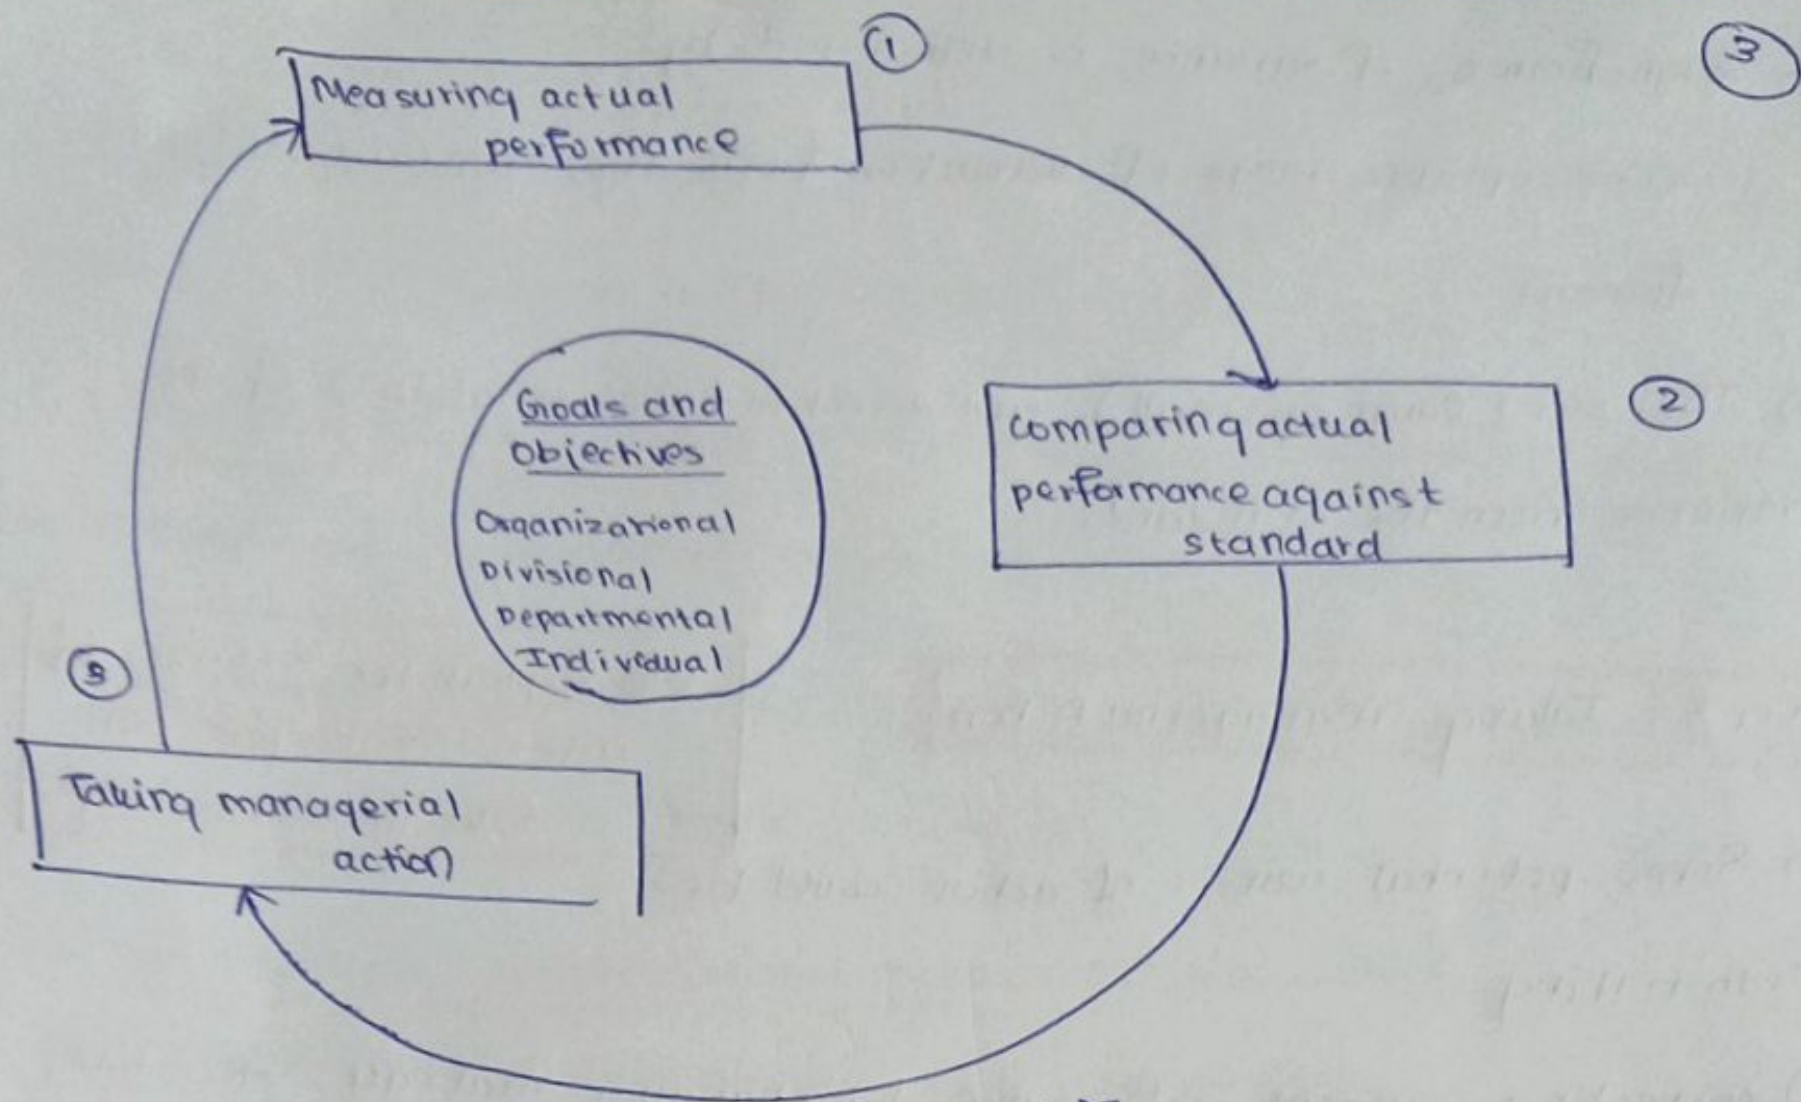 ①
③
Measuring actual
performance
②
Comparing actual
performance against
standard
Goals and
Objectives
Organizational
Divisional
Departmental
Individual
③
Taking managerial
action